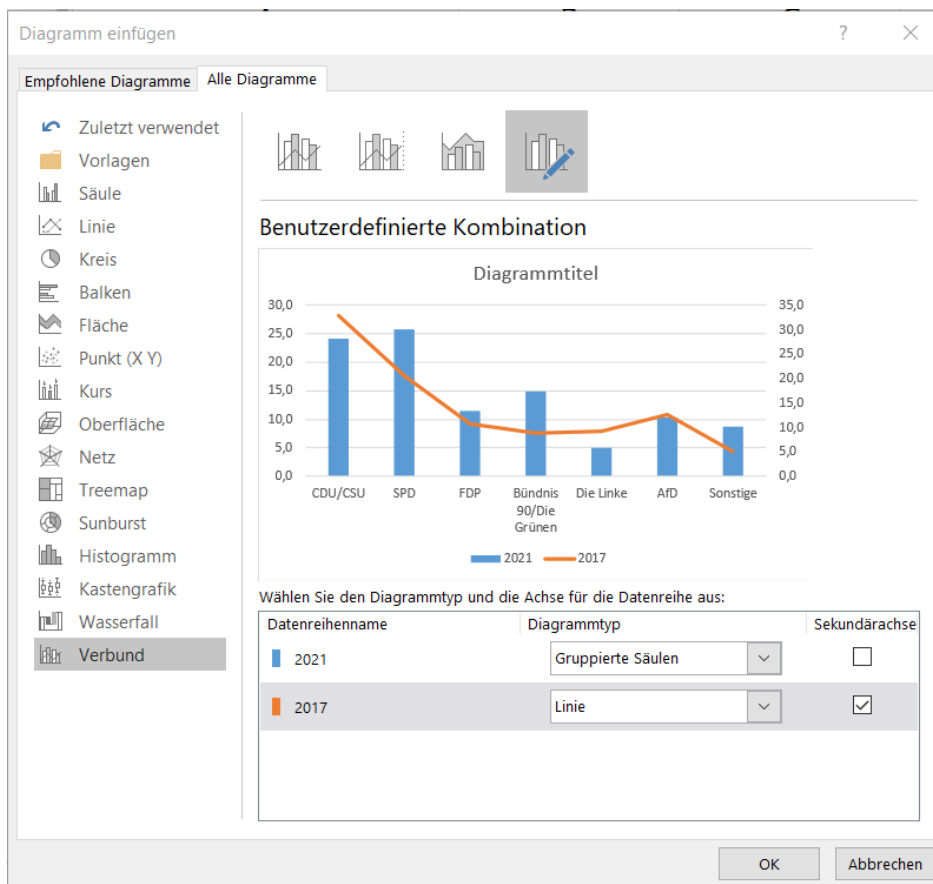 Diagramm einfügen
?
Empfohlene Diagramme
Alle Diagramme
Zuletzt verwendet
Vorlagen
Säule
Linie
Kreis
Balken
Fläche
Punkt (X Y)
Kurs
Oberfläche
Netz
Treemap
Sunburst
Histogramm
Kastengrafik
Wasserfall
Verbund
Benutzerdefinierte Kombination
Diagrammtitel
30,0
25,0
20,0
15,0
10,0
5,0
0,0
35,0
30,0
25,0
20,0
15,0
10,0
5,0
0,0
CDU/CSU
SPD
FDP
Bündnis
90/Die
Grünen
Die Linke
AfD
Sonstige
2021
2017
Wählen Sie den Diagrammtyp und die Achse für die Datenreihe aus:
Datenreihenname
Diagrammtyp
Sekundärachse
2021
Gruppierte Säulen
2017
Linie
OK
Abbrechen